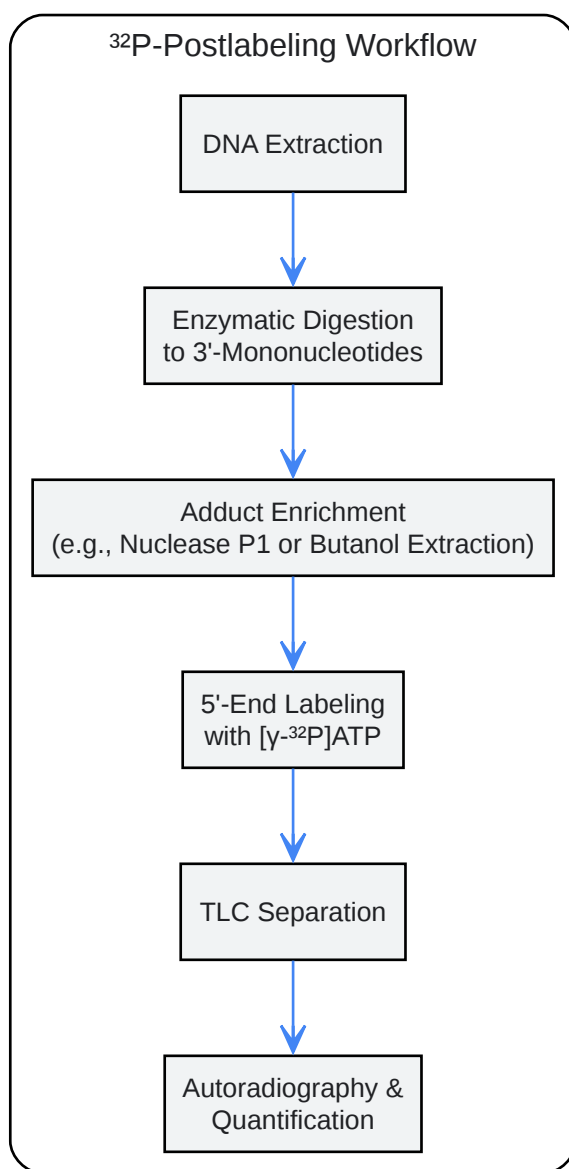 ³²P-Postlabeling Workflow
DNA Extraction
Enzymatic Digestion
to 3'-Mononucleotides
Adduct Enrichment
(e.g., Nuclease P1 or Butanol Extraction)
5'-End Labeling
with [γ-³²P]ATP
TLC Separation
Autoradiography &
Quantification